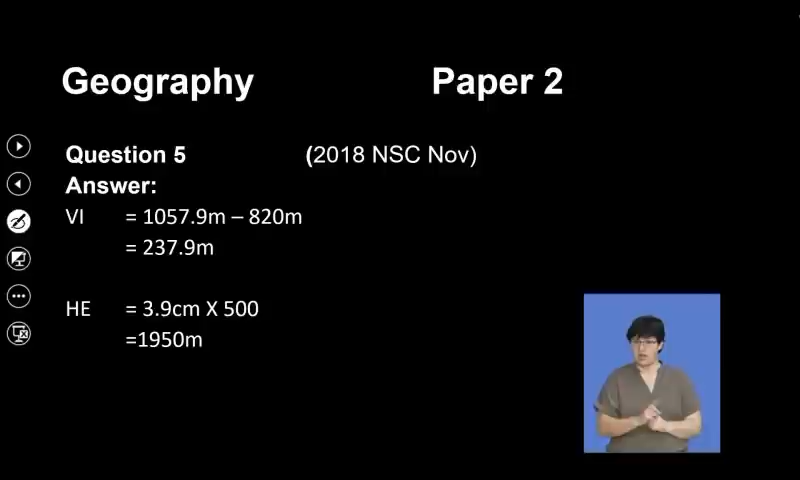 Geography Paper 2
Question 5 (2018 NSC Nov)
Answer:
VI = 1057.9m – 820m
= 237.9m
HE = 3.9cm X 500
=1950m